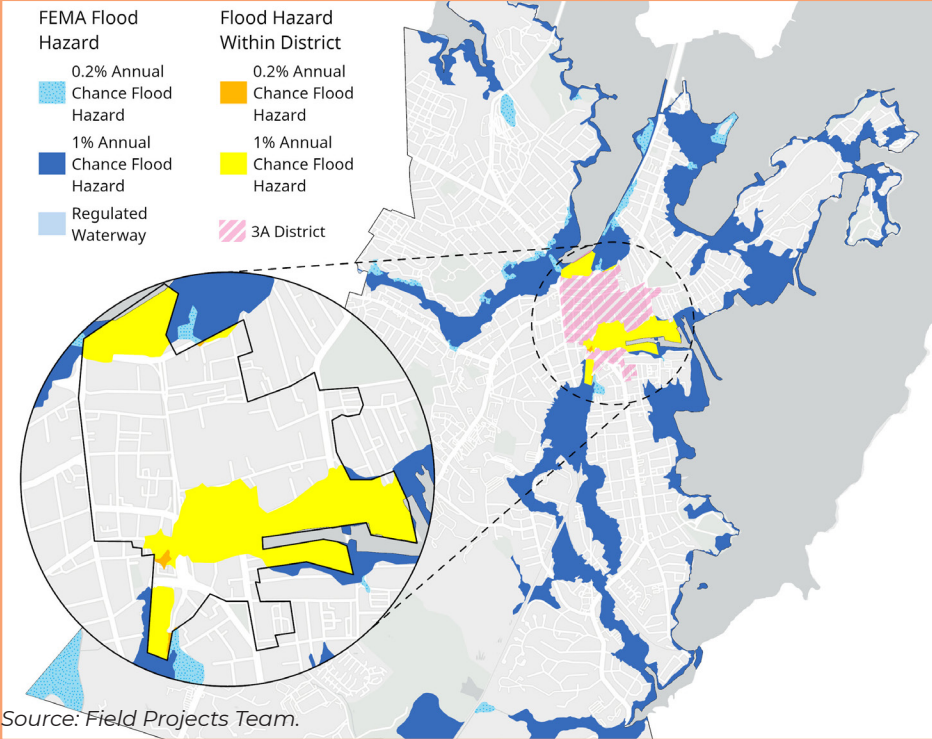 FEMA Flood
Hazard
0.2% Annual
Chance Flood
Hazard
1% Annual
Chance Flood
Hazard
Regulated
Waterway
Flood Hazard
Within District
0.2% Annual
Chance Flood
Hazard
1% Annual
Chance Flood
Hazard
3A District
Source: Field Projects Team.